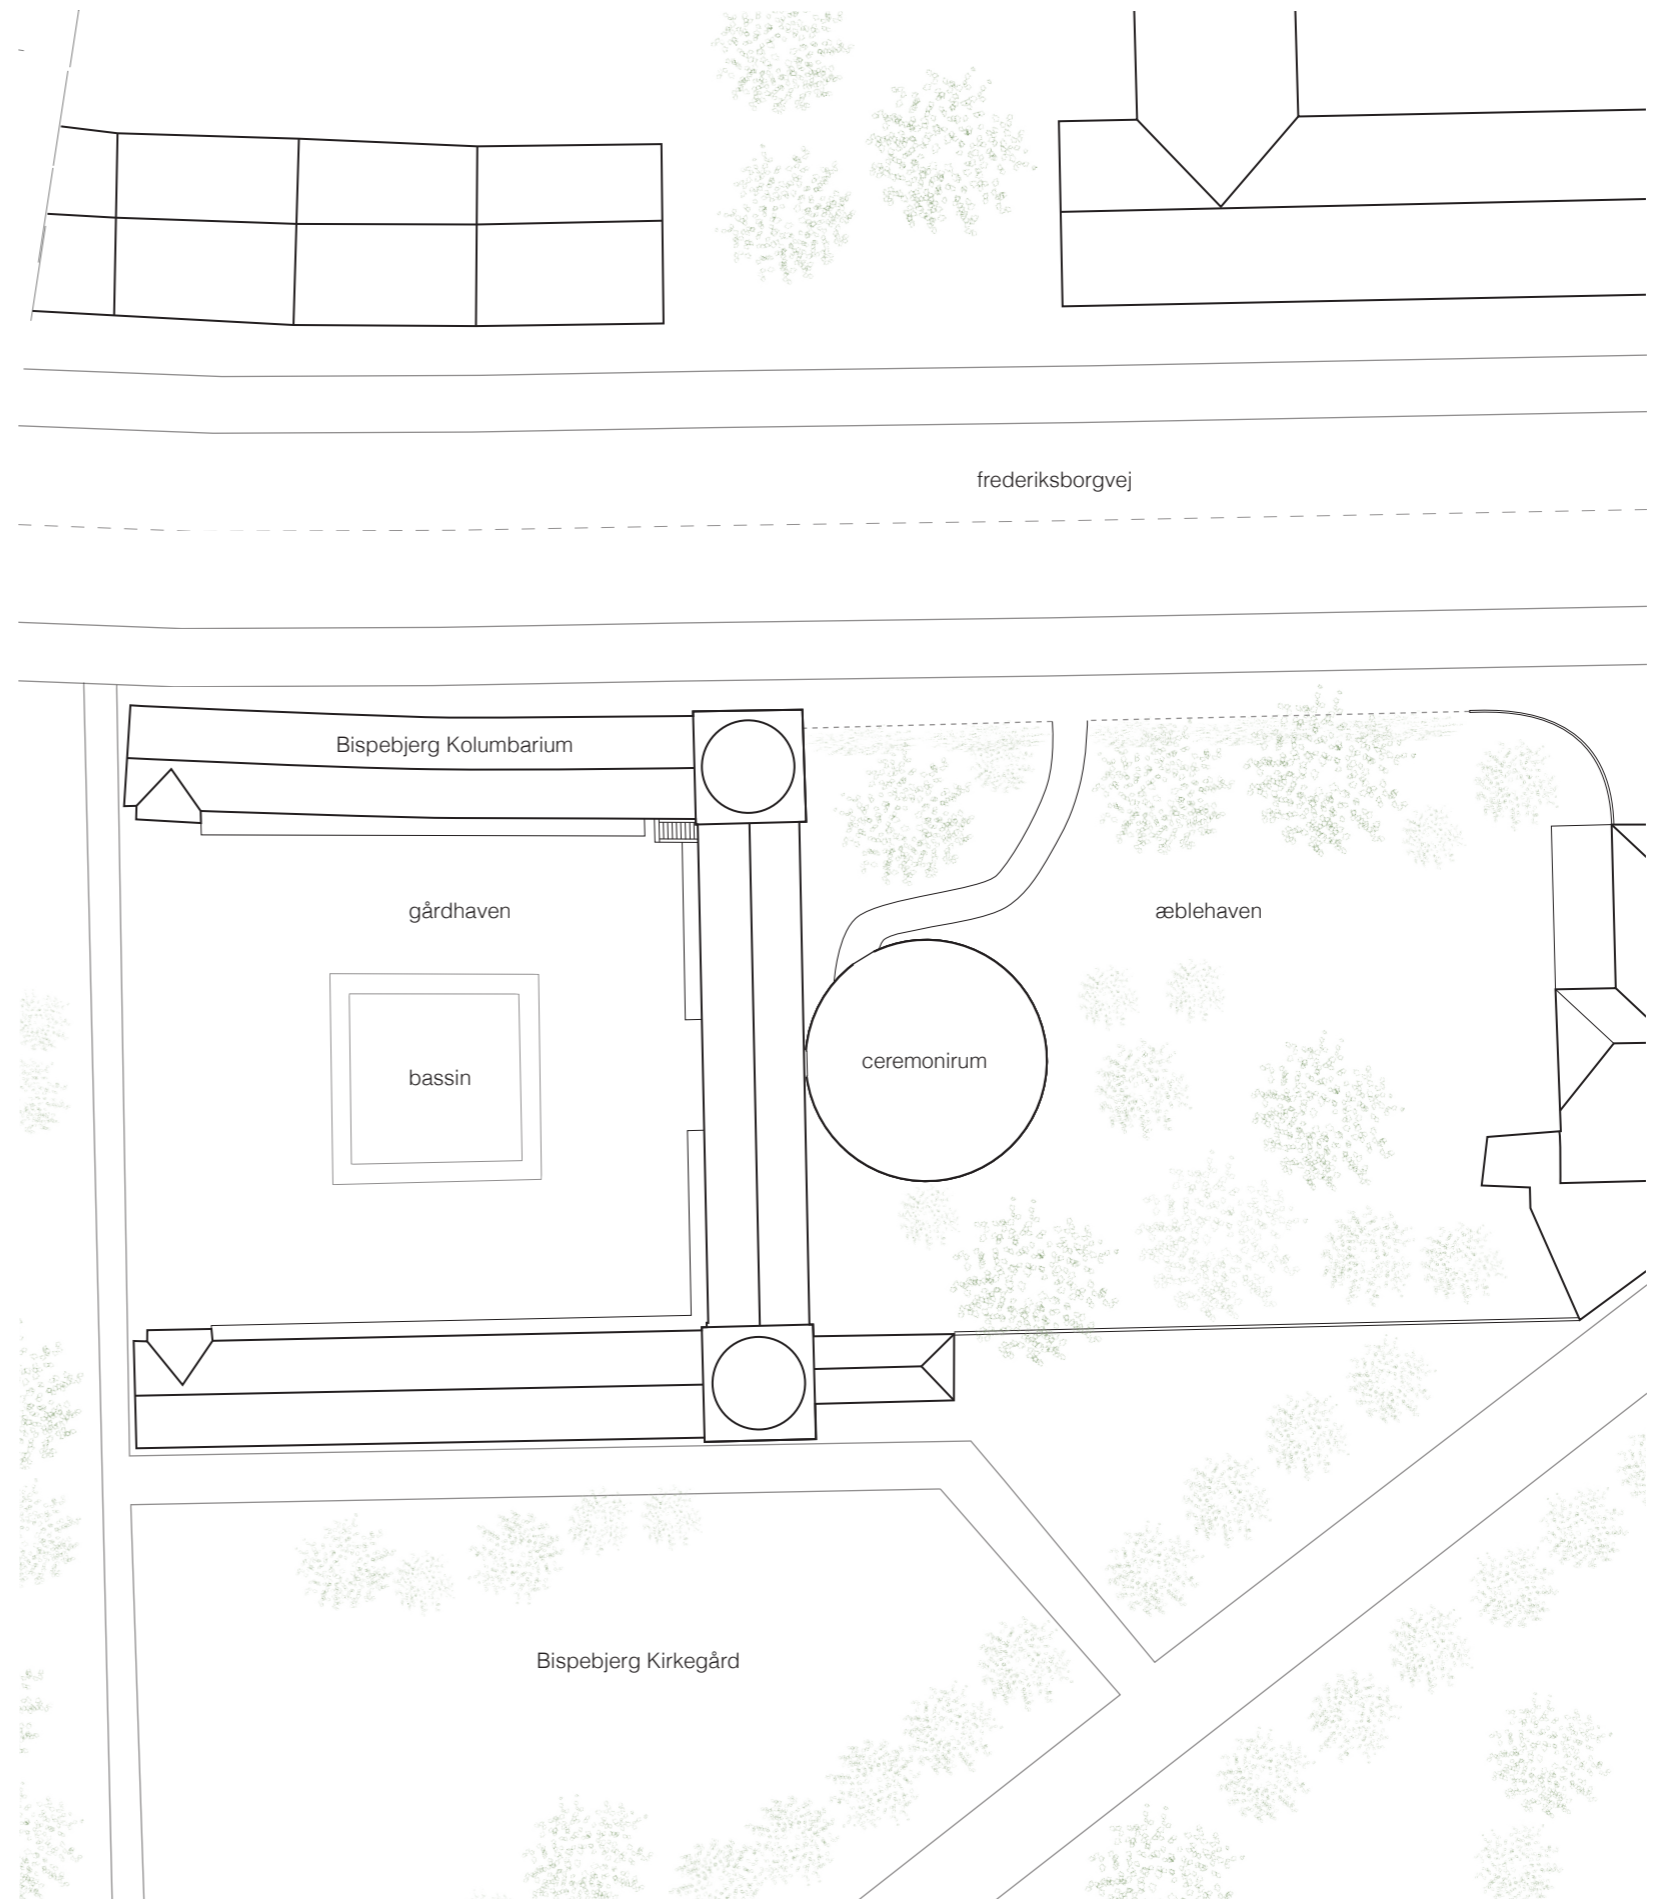 frederiksborgvej
Bispebjerg Kolumbarium
gårdhaven
æblehaven
ceremonirum
bassin
Bispebjerg Kirkegård